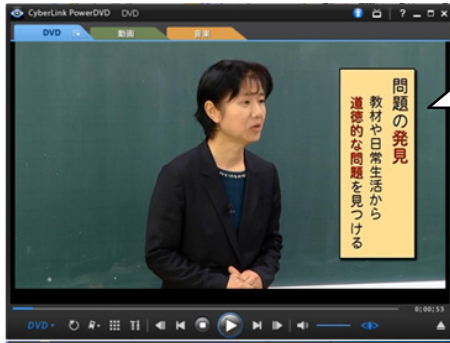 CyberLink PowerDVD DVD
DVD 動画 音楽
問題の発見
教材や日常生活から
道徳的な問題を見つける
0:00:53
DVD